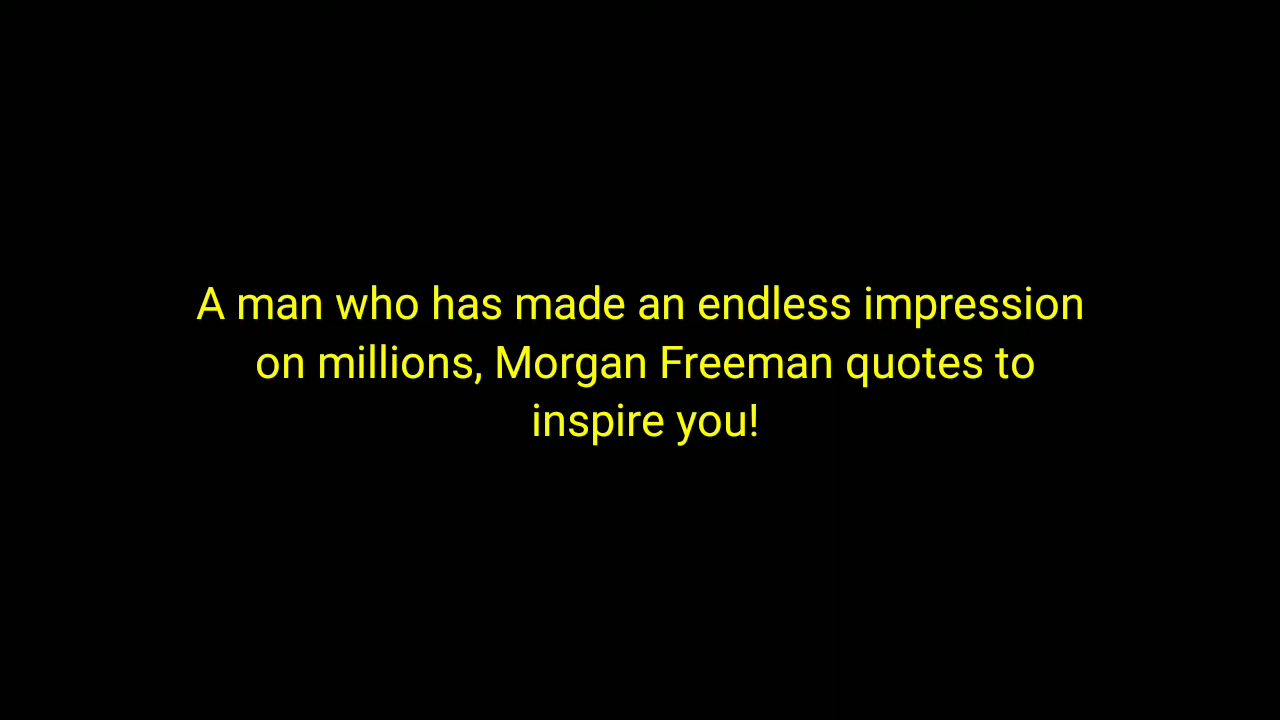 A man who has made an endless impression
on millions, Morgan Freeman quotes to
inspire you!